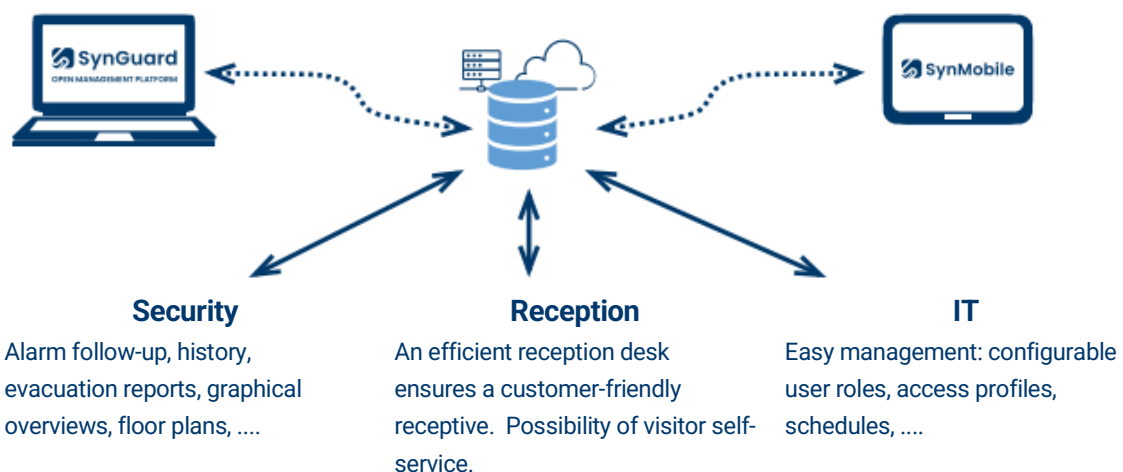 SynGuard
OPEN MANAGEMENT PLATFORM
SynMobile
Security
Alarm follow-up, history,
evacuation reports, graphical
overviews, floor plans, ....
Reception
An efficient reception desk
ensures a customer-friendly
receptive. Possibility of visitor self-
service.
IT
Easy management: configurable
user roles, access profiles,
schedules, ....